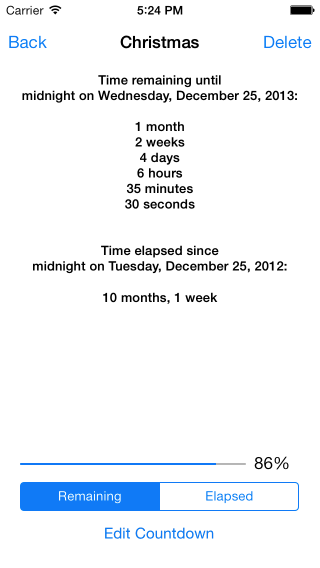 Carrier 5:24 PM
Back Christmas Delete
Time remaining until
midnight on Wednesday, December 25, 2013:
1 month
2 weeks
4 days
6 hours
35 minutes
30 seconds
Time elapsed since
midnight on Tuesday, December 25, 2012:
10 months, 1 week
86%
Remaining Elapsed
Edit Countdown